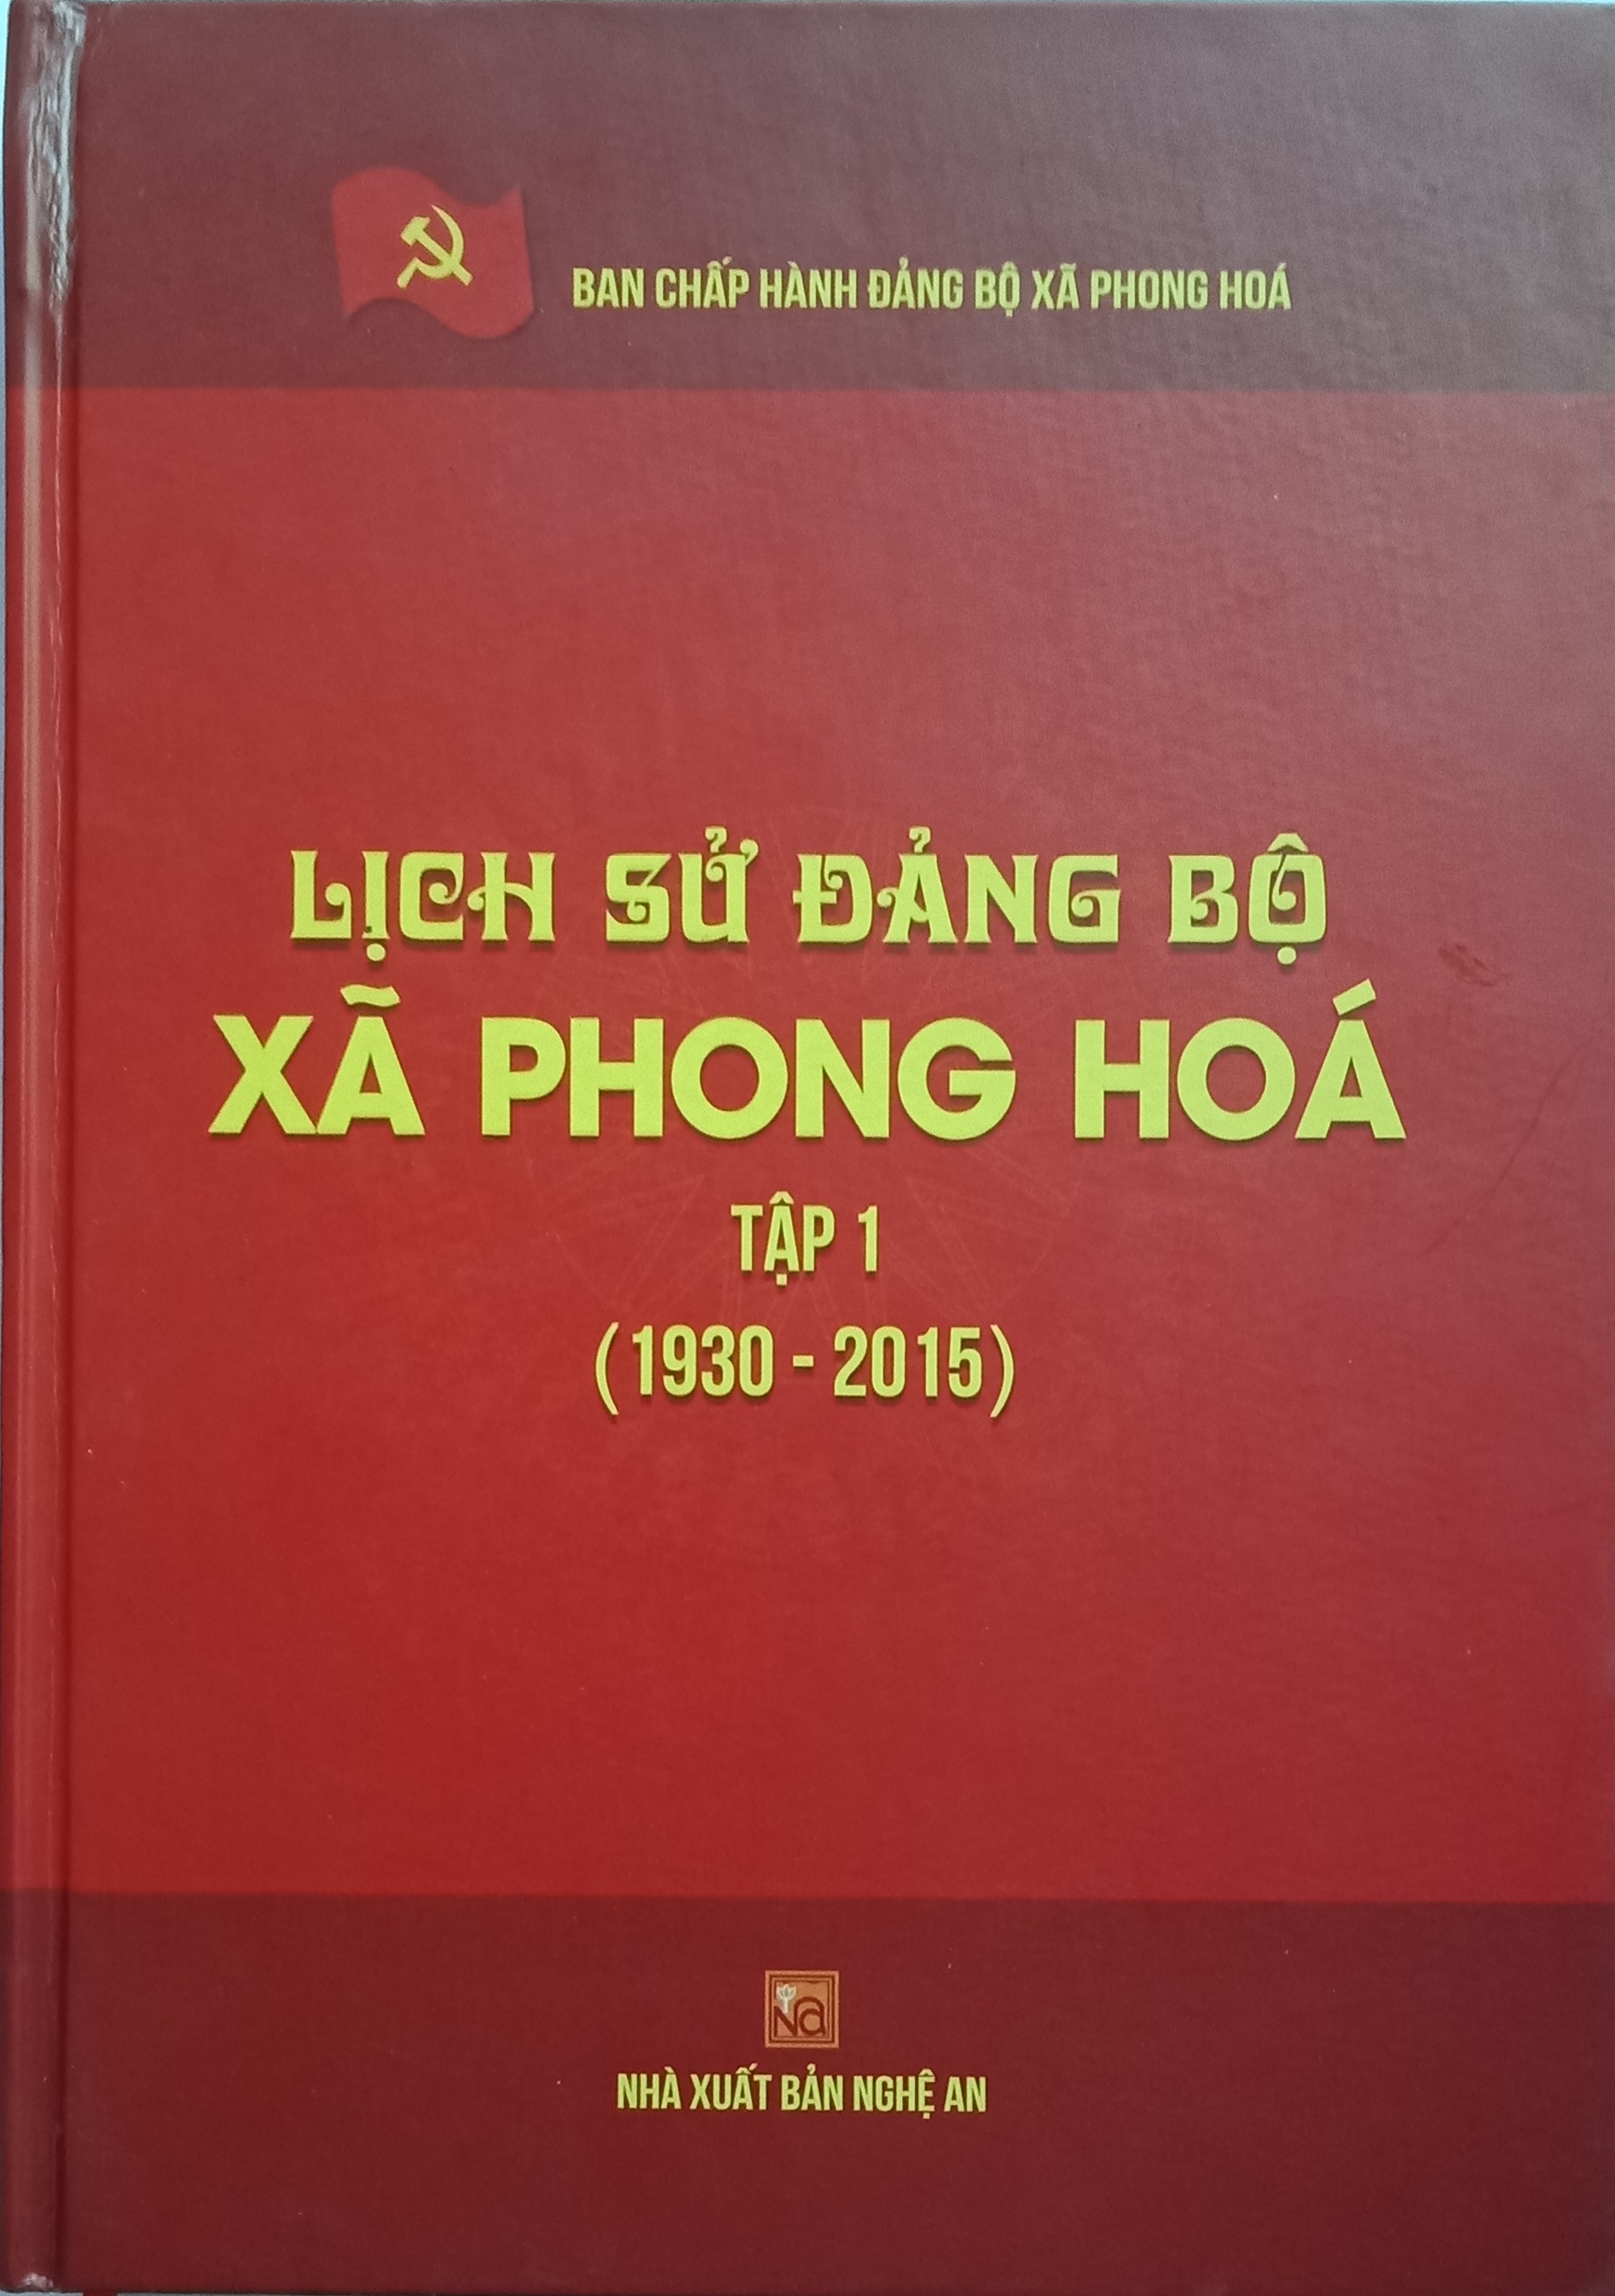 BAN CHẤP HÀNH ĐẢNG BỘ XÃ PHONG HOÁ
LỊCH SỬ ĐẢNG BỘ
XÃ PHONG HOÁ
TẬP 1
(1930 - 2015)
Na
NHÀ XUẤT BẢN NGHỆ AN